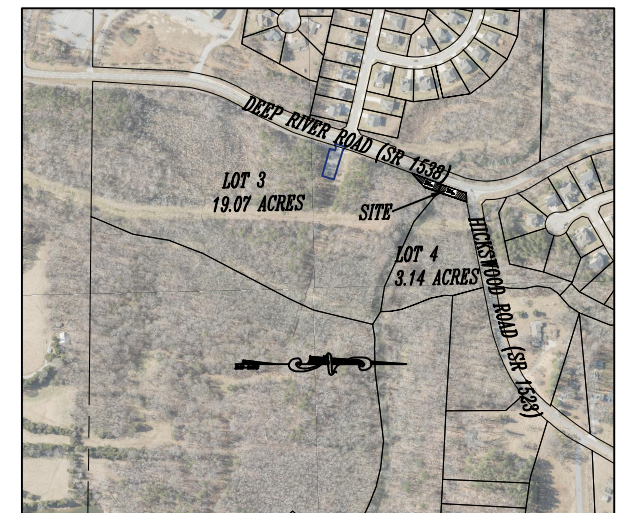 DEEP RIVER ROAD (SR 1538)
LOT 3
19.07 ACRES
SITE
LOT 4
3.14 ACRES
HICKSWOOD ROAD (SR 1523)